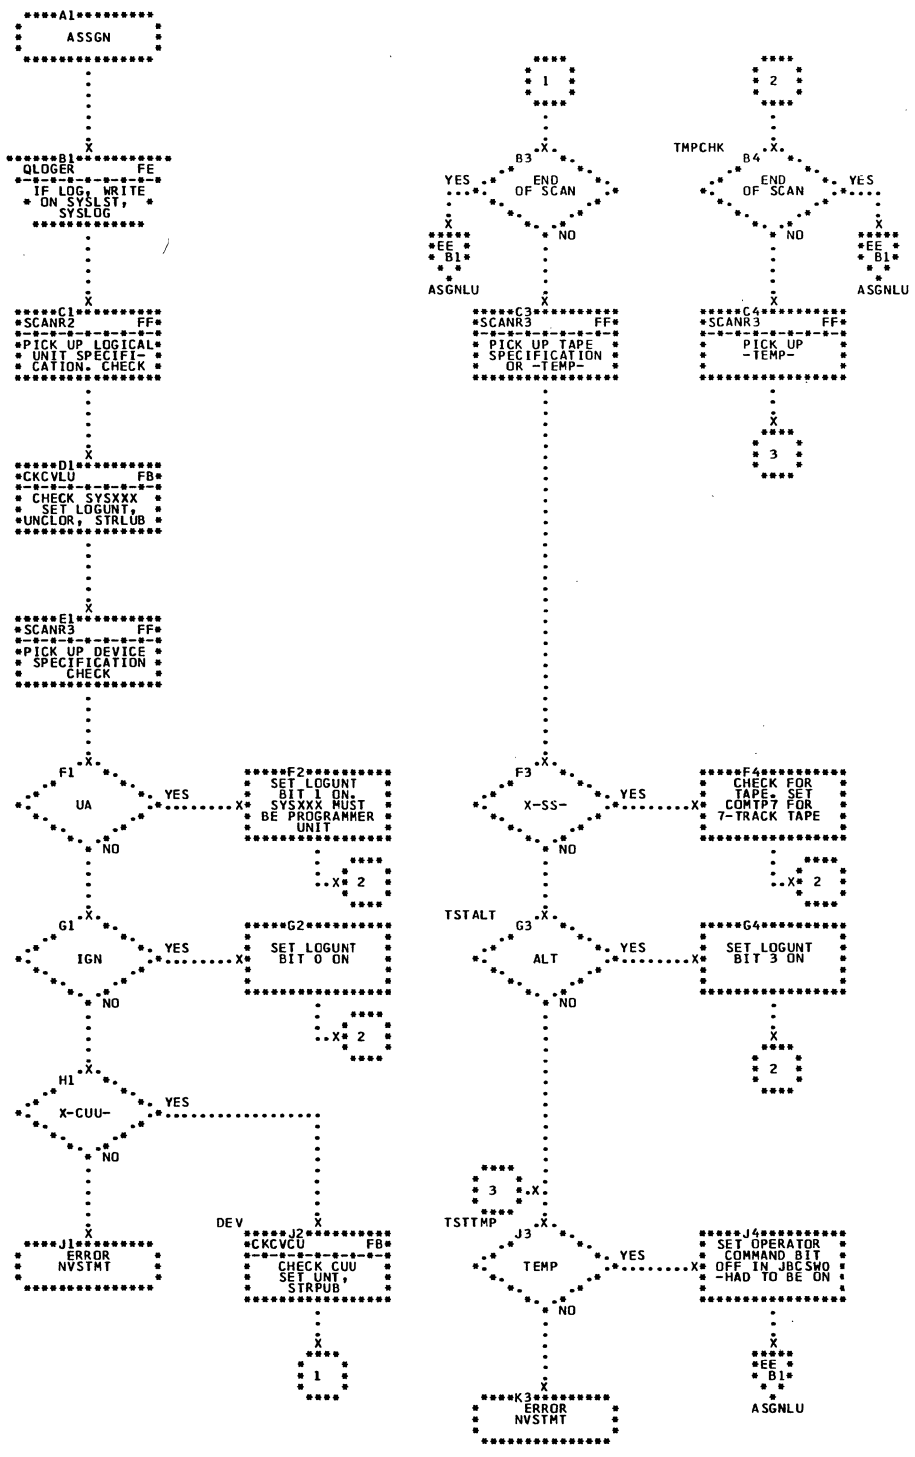 A1
ASSGN
B1
QLOGER FE
IF LOG, WRITE
ON SYSLST,
SYSLOG
C1
SCANR2 FF
PICK UP LOGICAL
UNIT SPECIFI-
CATION. CHECK
D1
CKCVLU FB
CHECK SYSXXX
SET LOGUNT,
UNCLOR, STRLUB
E1
SCANR3 FF
PICK UP DEVICE
SPECIFICATION
CHECK
F1
UA
YES
NO
F2
SET LOGUNT
BIT 1 ON.
SYSXXX MUST
BE PROGRAMMER
UNIT
2
G1
IGN
YES
NO
G2
SET LOGUNT
BIT 0 ON
2
H1
X-CUU-
YES
NO
J1
ERROR
NVSTMT
DEV
J2
CKCVCU FB
CHECK CUU
SET UNT,
STRPUB
1
1
B3
END
OF SCAN
YES
NO
EE
B1
ASGNLU
C3
SCANR3 FF
PICK UP TAPE
SPECIFICATION
OR -TEMP-
F3
X-SS-
YES
NO
F4
CHECK FOR
TAPE. SET
COMTP7 FOR
7-TRACK TAPE
2
TSTALT
G3
ALT
YES
NO
G4
SET LOGUNT
BIT 3 ON
2
3
TSTTMP
J3
TEMP
YES
NO
J4
SET OPERATOR
COMMAND BIT
OFF IN JBCSW0
-HAD TO BE ON
EE
B1
ASGNLU
K3
ERROR
NVSTMT
2
TMPCHK
B4
END
OF SCAN
YES
NO
EE
B1
ASGNLU
C4
SCANR3 FF
PICK UP
-TEMP-
3